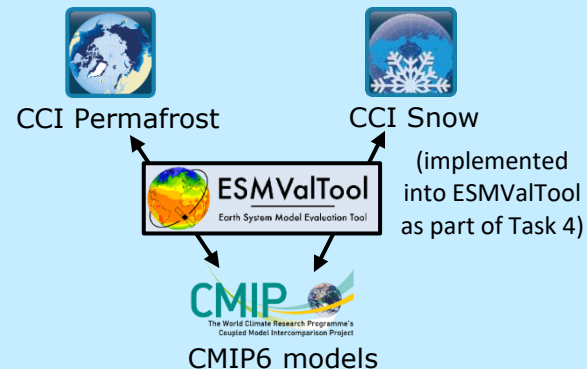 CCI Permafrost
CCI Snow
(implemented
into ESMValTool
as part of Task 4)
ESMValTool
Earth System Model Evaluation Tool
CMIP
The World Climate Research Programme's
Coupled Model Intercomparison Project
CMIP6 models